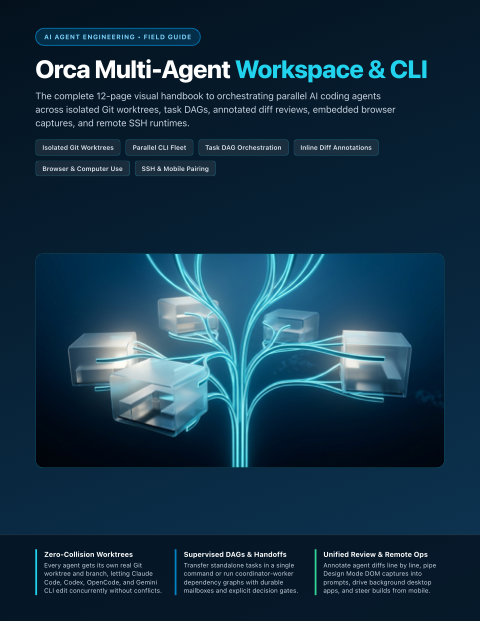 AI AGENT ENGINEERING • FIELD GUIDE
Orca Multi-Agent Workspace & CLI
The complete 12-page visual handbook to orchestrating parallel AI coding agents
across isolated Git worktrees, task DAGs, annotated diff reviews, embedded browser
captures, and remote SSH runtimes.
Isolated Git Worktrees
Parallel CLI Fleet
Task DAG Orchestration
Inline Diff Annotations
Browser & Computer Use
SSH & Mobile Pairing
Zero-Collision Worktrees
Every agent gets its own real Git
worktree and branch, letting Claude
Code, Codex, OpenCode, and Gemini
CLI edit concurrently without conflicts.
Supervised DAGs & Handoffs
Transfer standalone tasks in a single
command or run coordinator-worker
dependency graphs with durable
mailboxes and explicit decision gates.
Unified Review & Remote Ops
Annotate agent diffs line by line, pipe
Design Mode DOM captures into
prompts, drive background desktop
apps, and steer builds from mobile.